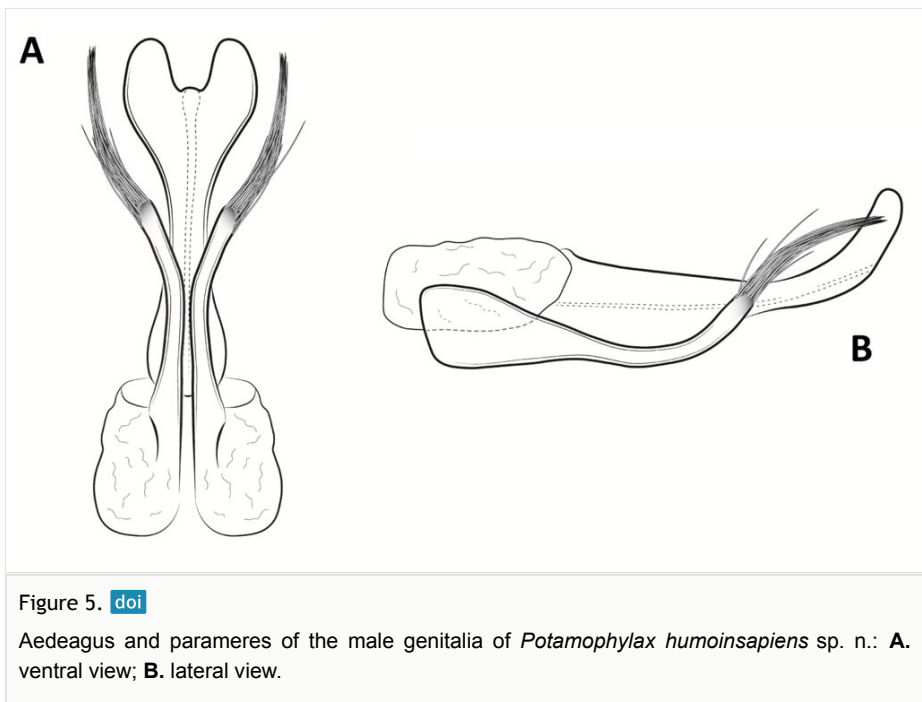 A
B
Figure 5. doi
Aedeagus and parameres of the male genitalia of Potamophylax humoinsapiens sp. n.: A.
ventral view; B. lateral view.